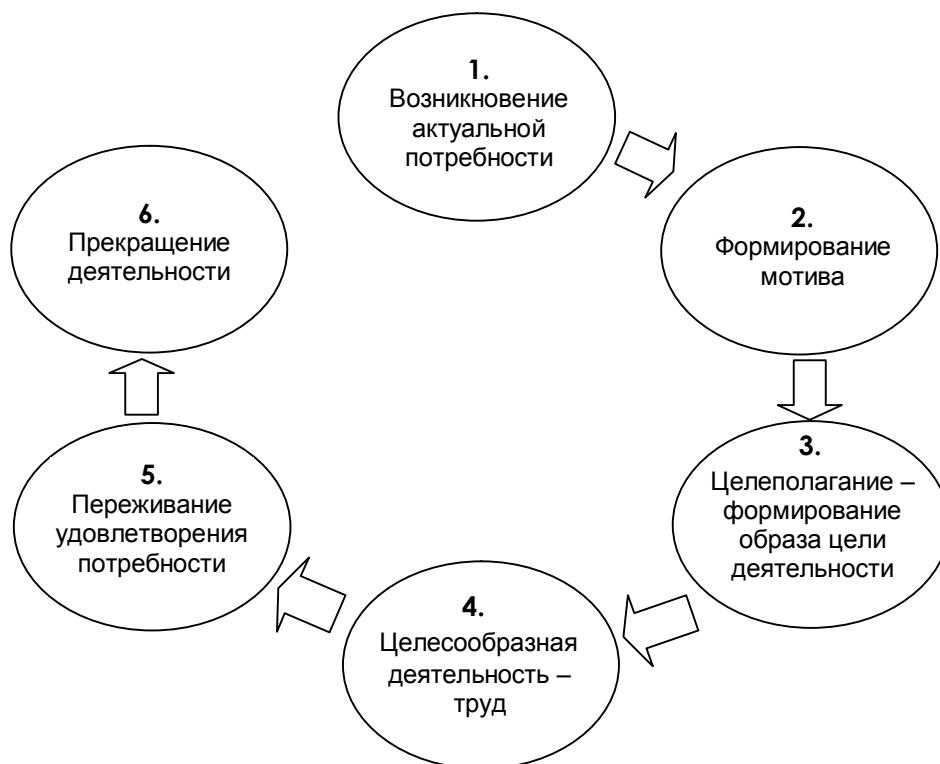 1.
Возникновение
актуальной
потребности
2.
Формирование
мотива
3.
Целеполагание –
формирование
образа цели
деятельности
4.
Целесообразная
деятельность –
труд
5.
Переживание
удовлетворения
потребности
6.
Прекращение
деятельности